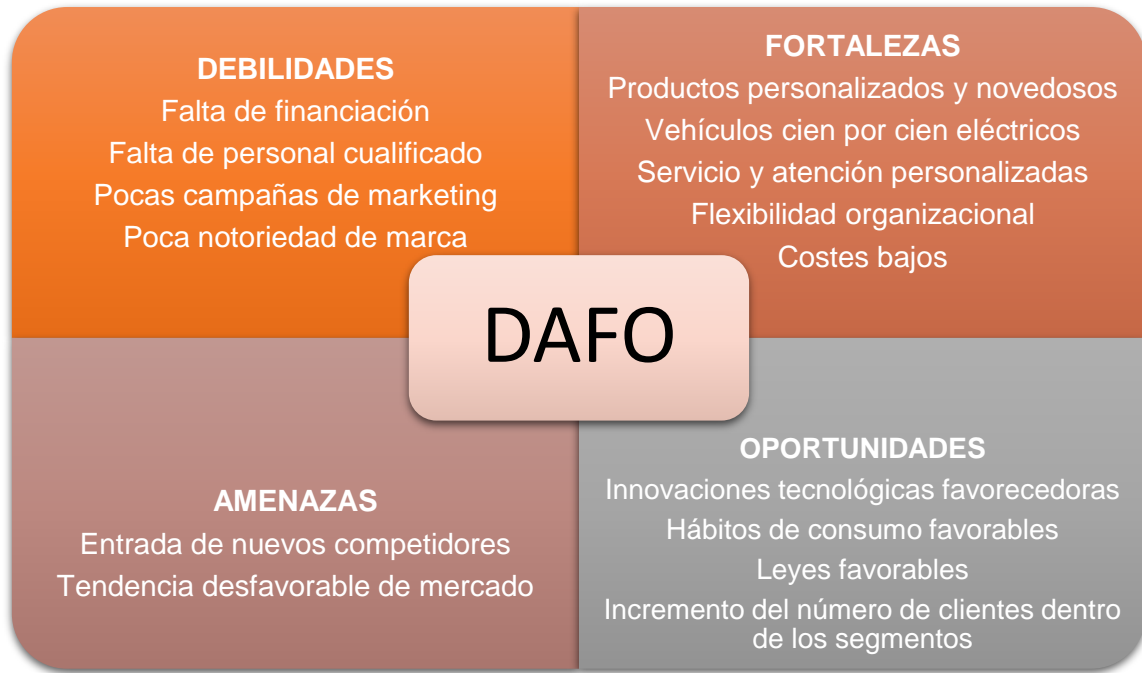 DEBILIDADES
Falta de financiación
Falta de personal cualificado
Pocas campañas de marketing
Poca notoriedad de marca
FORTALEZAS
Productos personalizados y novedosos
Vehículos cien por cien eléctricos
Servicio y atención personalizadas
Flexibilidad organizacional
Costes bajos
DAFO
AMENAZAS
Entrada de nuevos competidores
Tendencia desfavorable de mercado
OPORTUNIDADES
Innovaciones tecnológicas favorecedoras
Hábitos de consumo favorables
Leyes favorables
Incremento del número de clientes dentro
de los segmentos